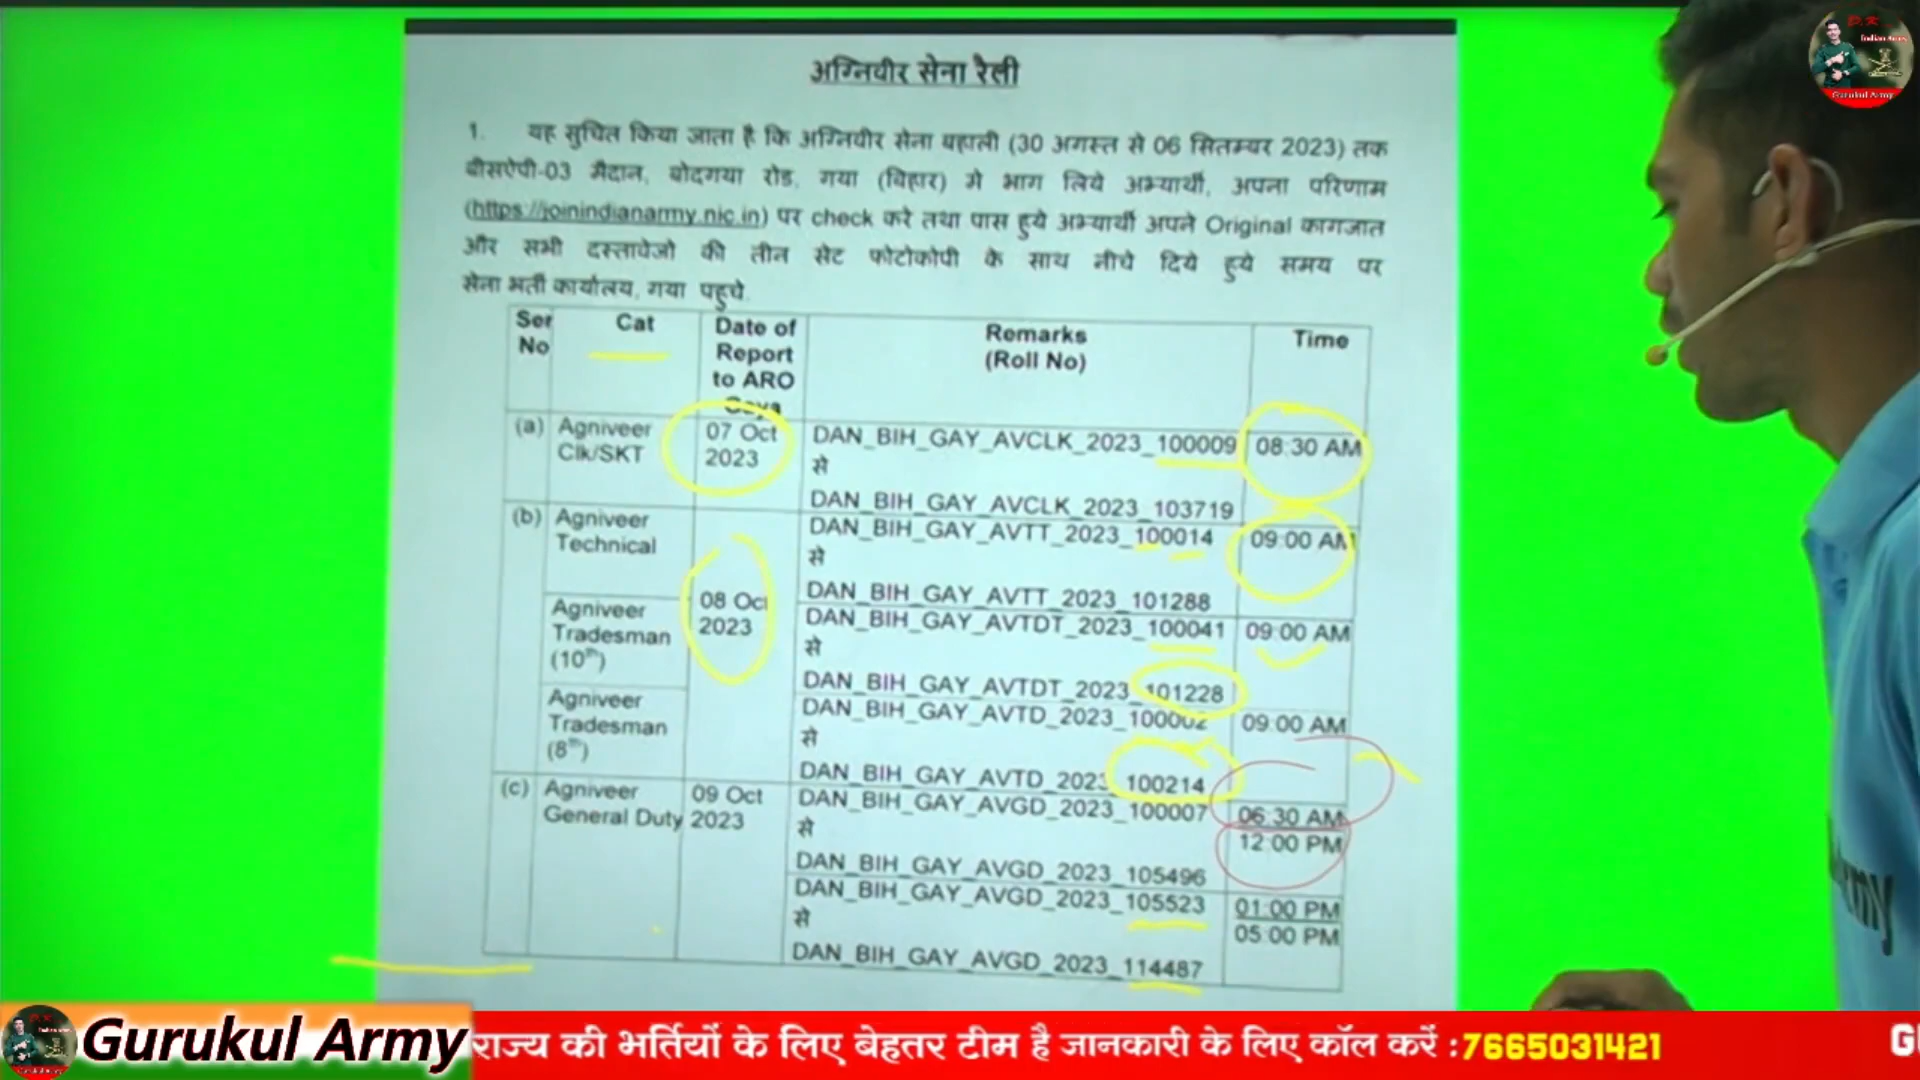 अग्निवीर सेना रैली
1. यह सुचित किया जाता है कि अग्निवीर सेना बहाली (30 अगस्त से 06 सितम्बर 2023) तक
बीसऐपी-03 मैदान, बोदगया रोड, गया (बिहार) मे भाग लिये अभ्यार्थी, अपना परिणाम
(https://joinindianarmy.nic.in) पर check करे तथा पास हुये अभ्यार्थी अपने Original कागजात
और सभी दस्तावेजो की तीन सेट फोटोकोपी के साथ नीचे दिये हुये समय पर
सेना भर्ती कार्यालय, गया पहुचे.
Ser No | Cat | Date of Report to ARO Gaya | Remarks (Roll No) | Time
(a) Agniveer Clk/SKT | 07 Oct 2023 | DAN_BIH_GAY_AVCLK_2023_100009 | 08:30 AM
से
DAN_BIH_GAY_AVCLK_2023_103719
(b) Agniveer Technical | DAN_BIH_GAY_AVTT_2023_100014 | 09:00 AM
से
DAN_BIH_GAY_AVTT_2023_101288
Agniveer Tradesman (10th) | 08 Oct 2023 | DAN_BIH_GAY_AVTDT_2023_100041 | 09:00 AM
से
DAN_BIH_GAY_AVTDT_2023_101228
Agniveer Tradesman (8th) | DAN_BIH_GAY_AVTD_2023_100002 | 09:00 AM
से
DAN_BIH_GAY_AVTD_2023_100214
(c) Agniveer General Duty | 09 Oct 2023 | DAN_BIH_GAY_AVGD_2023_100007 | 06:30 AM
से | 12:00 PM
DAN_BIH_GAY_AVGD_2023_105496
DAN_BIH_GAY_AVGD_2023_105523 | 01:00 PM
से | 05:00 PM
DAN_BIH_GAY_AVGD_2023_114487
D.K
Indian Army
Gurukul Army
Gurukul Army
राज्य की भर्तियों के लिए बेहतर टीम है जानकारी के लिए कॉल करें :7665031421